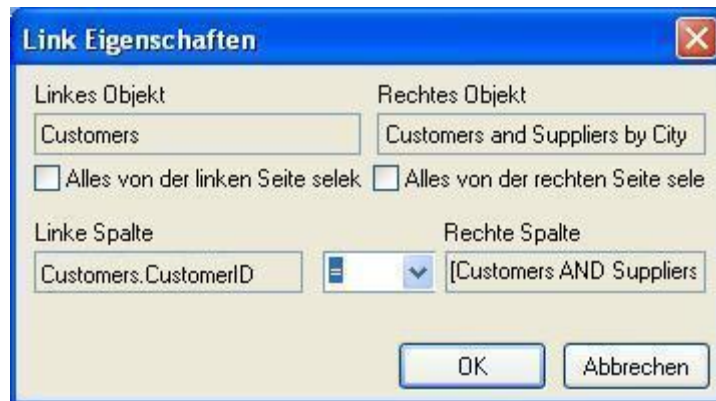 Link Eigenschaften
Linkes Objekt Rechtes Objekt
Customers Customers and Suppliers by City
Alles von der linken Seite selek Alles von der rechten Seite sele
Linke Spalte Rechte Spalte
Customers.CustomerID = [Customers AND Suppliers
OK Abbrechen